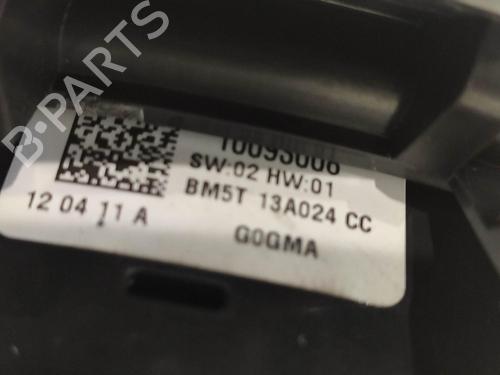 B-PARTS
10093006
SW:02 HW:01
BM5T 13A024 CC
12 04 11 A
G0GMA